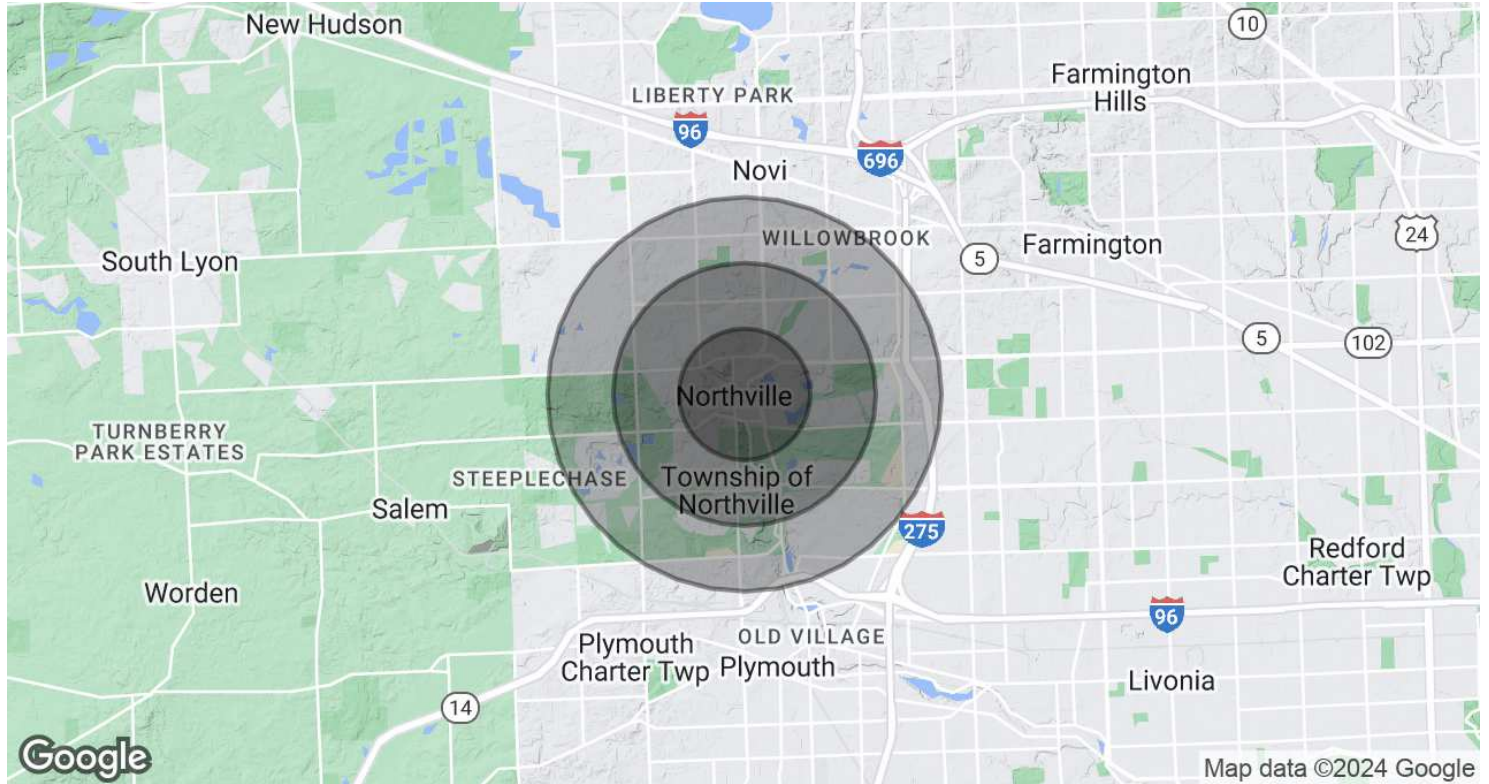 New Hudson
10
Farmington
Hills
LIBERTY PARK
96
696
Novi
24
WILLOWBROOK
Farmington
5
South Lyon
5
102
Northville
TURNBERRY
PARK ESTATES
STEEPLECHASE
Township of
Northville
Salem
275
Redford
Charter Twp
Worden
96
OLD VILLAGE
Plymouth
Charter Twp
Plymouth
Livonia
14
Google
Map data ©2024 Google